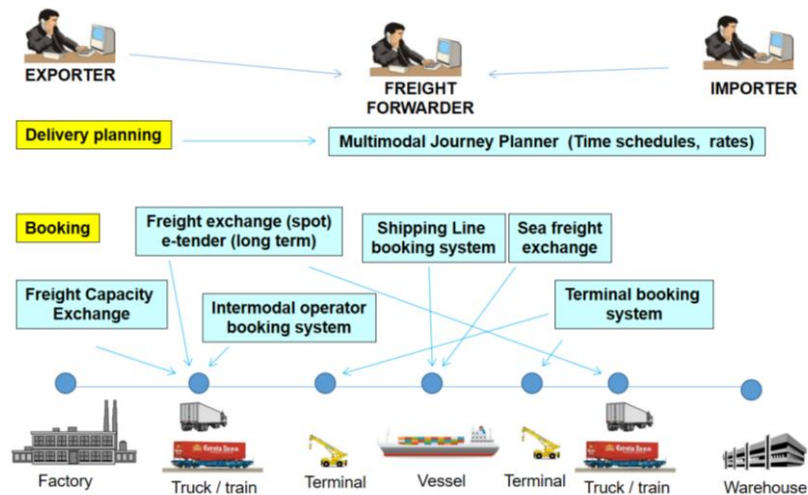 EXPORTER
FREIGHT
FORWARDER
IMPORTER
Delivery planning
Multimodal Journey Planner (Time schedules, rates)
Booking
Freight exchange (spot)
e-tender (long term)
Shipping Line
booking system
Sea freight
exchange
Freight Capacity
Exchange
Intermodal operator
booking system
Terminal booking
system
Factory
Truck / train
Terminal
Vessel
Terminal
Truck / train
Warehouse